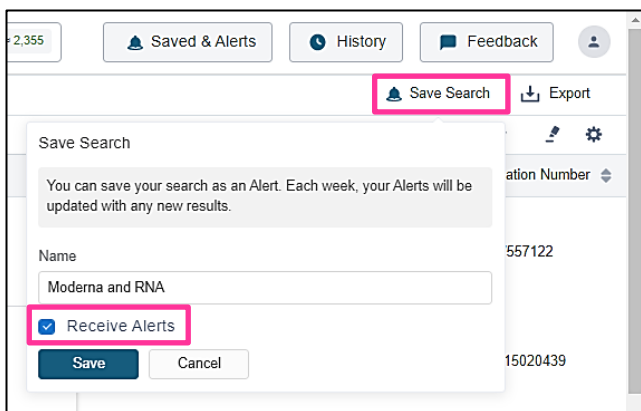 = 2,355
Saved & Alerts
History
Feedback
Save Search
Export
Save Search
ation Number
You can save your search as an Alert. Each week, your Alerts will be
updated with any new results.
Name
557122
Moderna and RNA
Receive Alerts
Save
Cancel
15020439